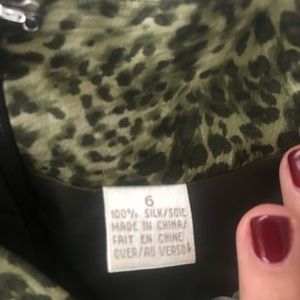 6
100% SILK/SOIE
MADE IN CHINA/
FAIT EN CHINE
OVER/AU VERSO